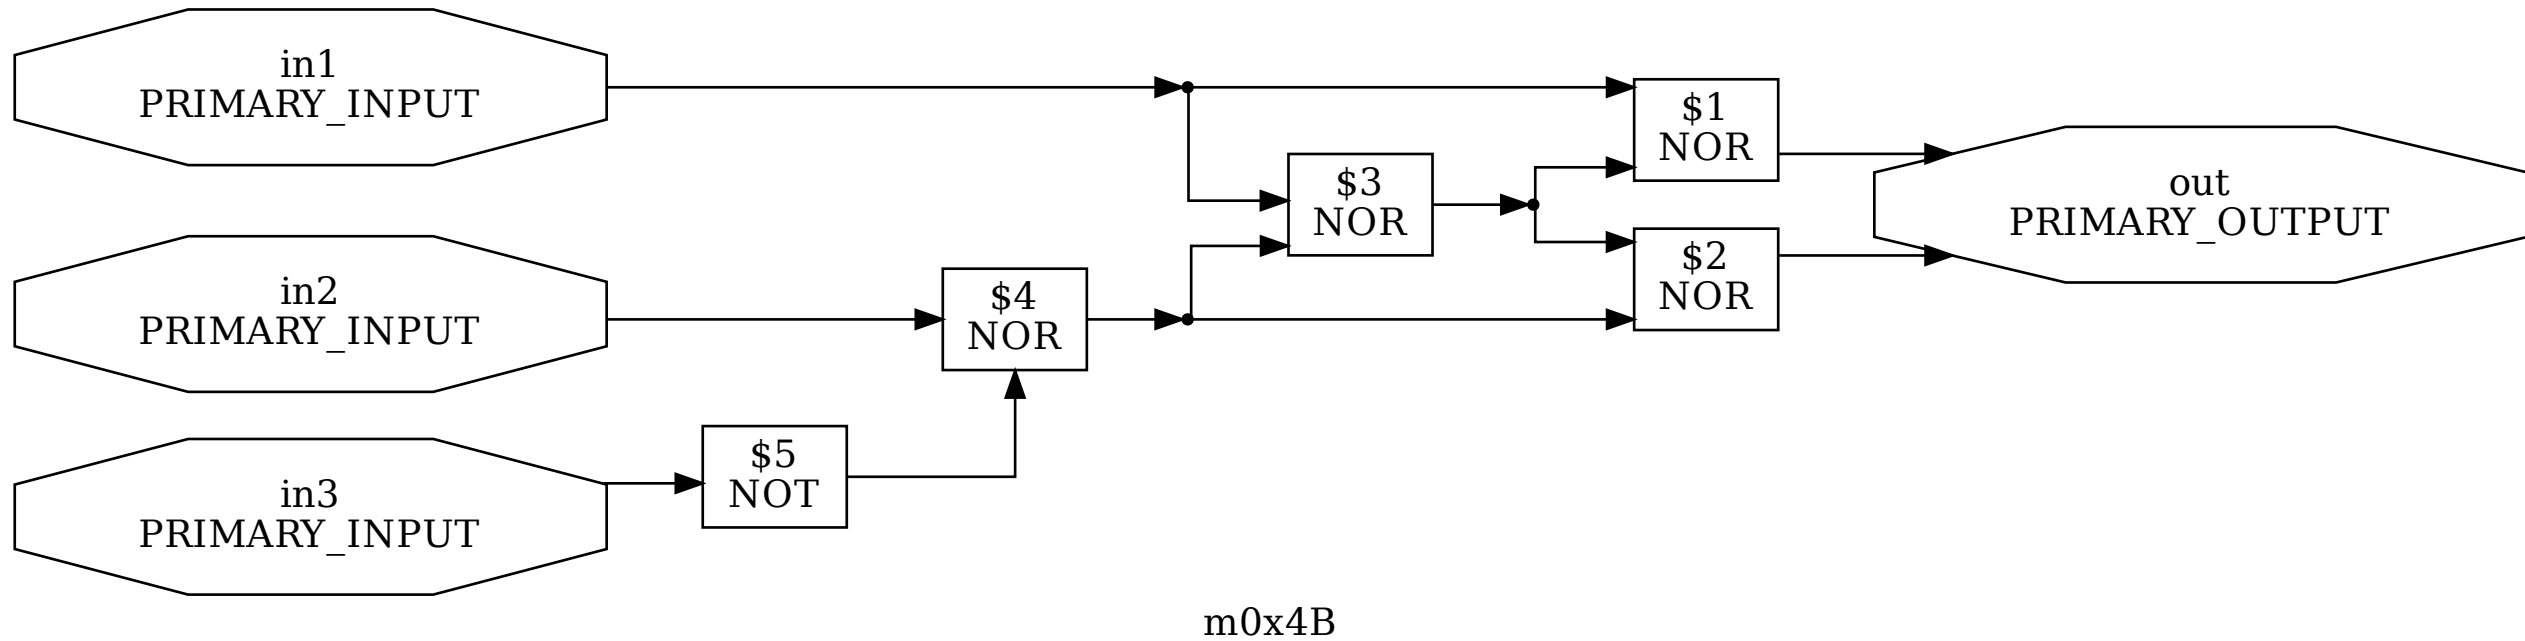 in1
PRIMARY_INPUT
$1
NOR
$3
NOR
out
PRIMARY_OUTPUT
$2
NOR
in2
PRIMARY_INPUT
$4
NOR
$5
NOT
in3
PRIMARY_INPUT
m0x4B